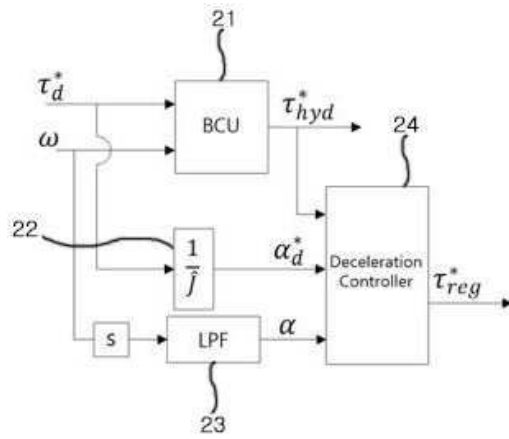 21
τ*d
BCU
τ*hyd
ω
24
22
1/Ĵ
α*d
Deceleration
Controller
τ*reg
s
LPF
α
23